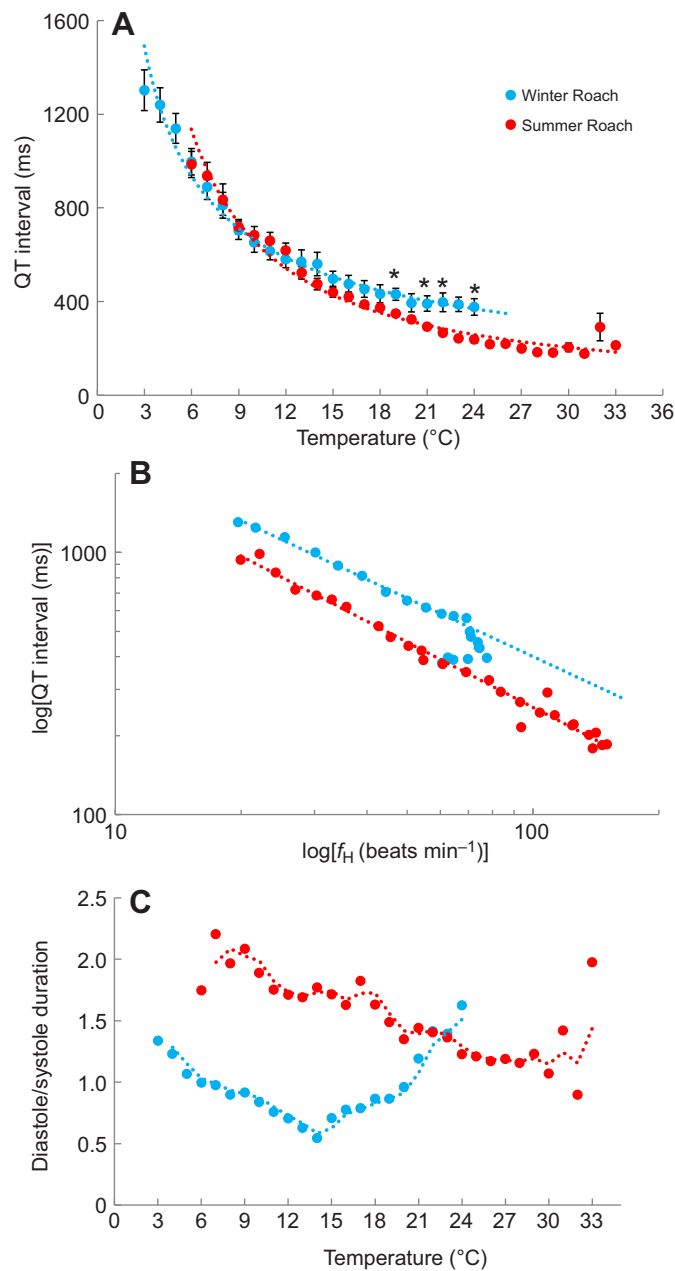 A
1600
1200
800
400
0
QT interval (ms)
Winter Roach
Summer Roach
*
*
*
*
0 3 6 9 12 15 18 21 24 27 30 33 36
Temperature (°C)
B
1000
100
log[QT interval (ms)]
10 100
log[fH (beats min–1)]
C
2.5
2.0
1.5
1.0
0.5
0
Diastole/systole duration
0 3 6 9 12 15 18 21 24 27 30 33
Temperature (°C)